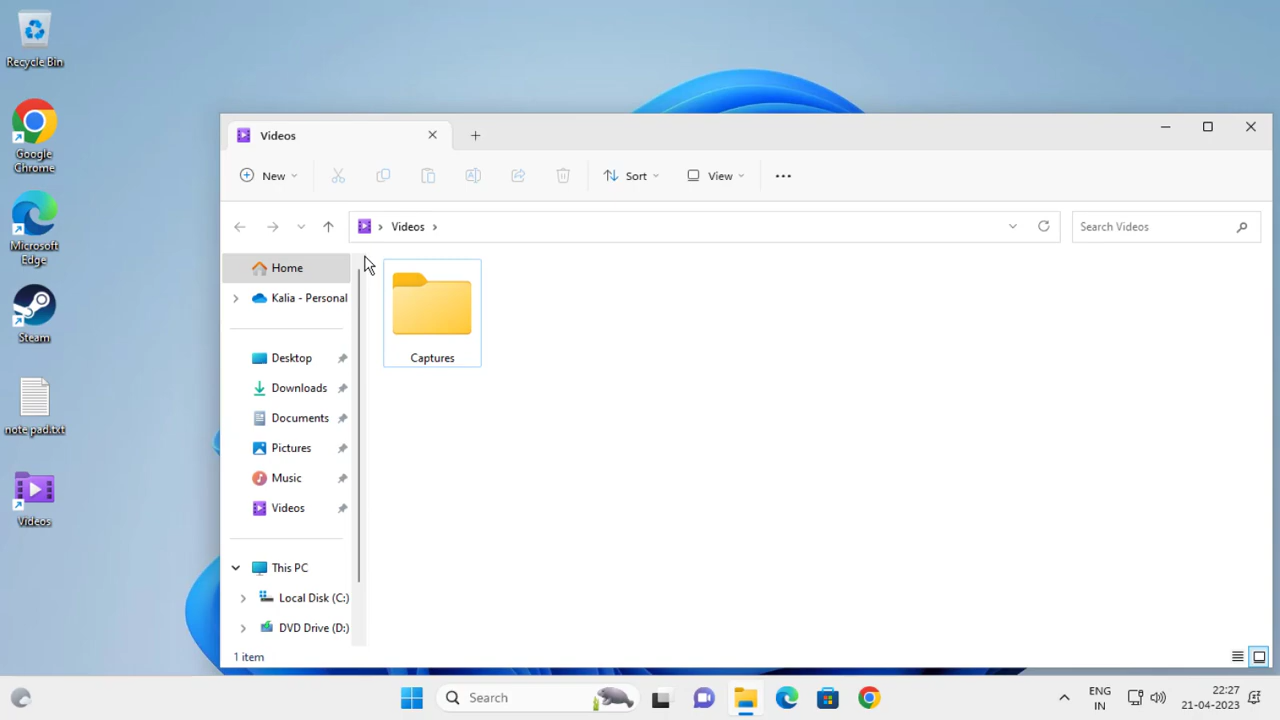 Recycle Bin
Google
Chrome
Microsoft
Edge
Steam
note pad.txt
Videos
Videos
New
Sort
View
Videos
Search Videos
Home
Kalia - Personal
Desktop
Downloads
Documents
Pictures
Music
Videos
This PC
Local Disk (C:)
DVD Drive (D:)
Captures
1 item
Search
ENG
IN
22:27
21-04-2023